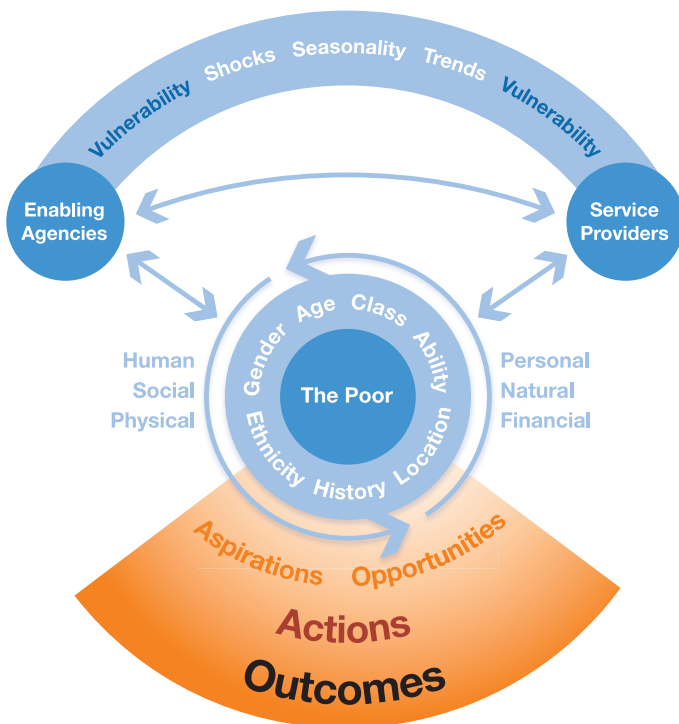 Vulnerability Shocks Seasonality Trends Vulnerability
Enabling
Agencies
Service
Providers
Gender Age Class Ability
Human
Social
Physical
The Poor
Personal
Natural
Financial
Ethnicity History Location
Aspirations Opportunities
Actions
Outcomes